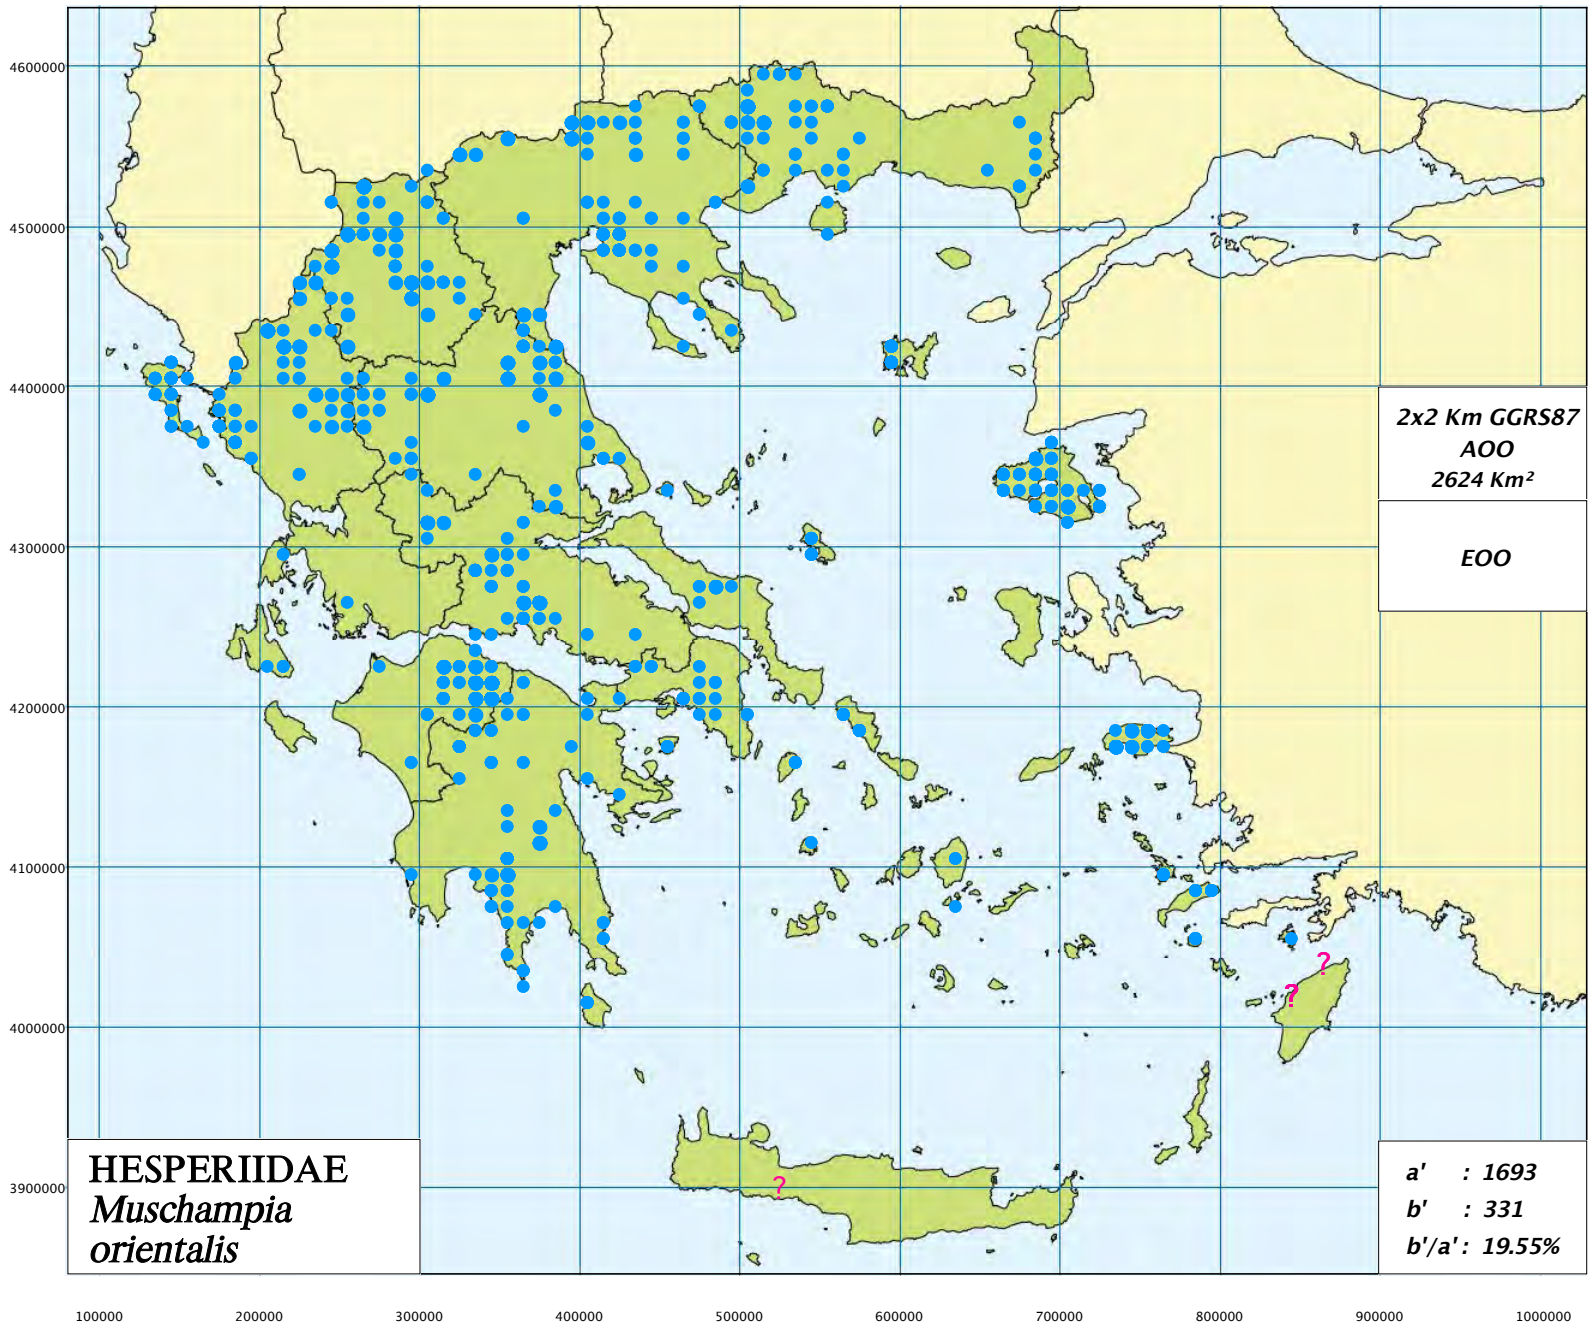 4600000
4500000
4400000
4300000
4200000
4100000
4000000
3900000
2x2 Km GGRS87
AOO
2624 Km²
EOO
?
?
?
HESPERIIDAE
Muschampia
orientalis
a' : 1693
b' : 331
b'/a' : 19.55%
100000 200000 300000 400000 500000 600000 700000 800000 900000 1000000